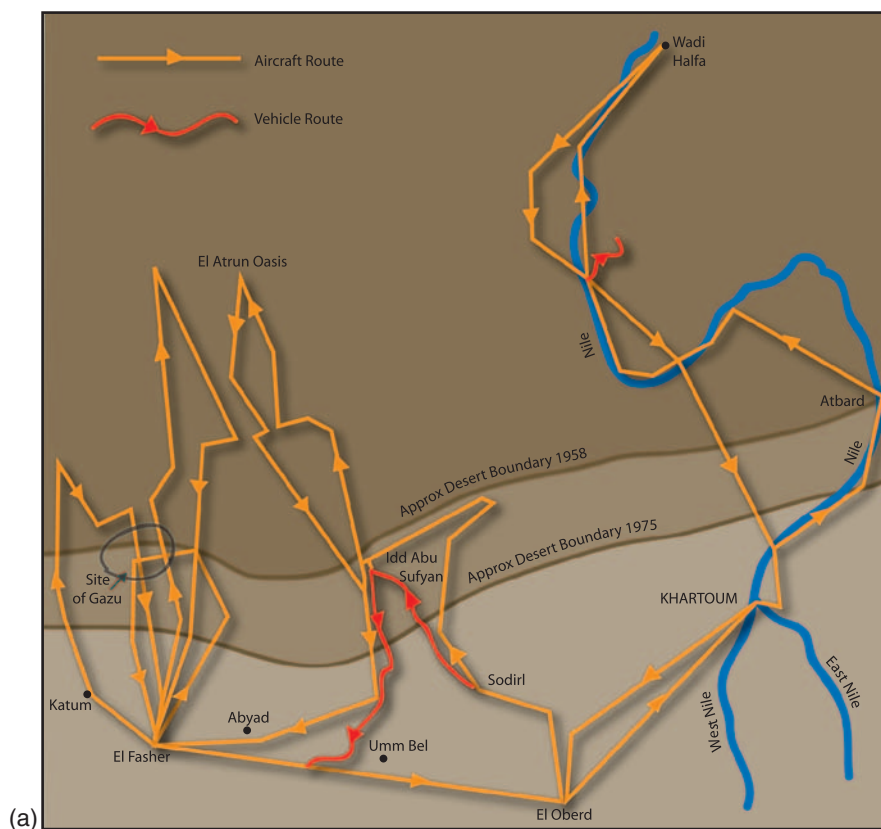 Aircraft Route
Vehicle Route
Wadi
Halfa
El Atrun Oasis
Nile
Atbard
Nile
Approx Desert Boundary 1958
Approx Desert Boundary 1975
Idd Abu
Sufyan
Site
of Gazu
KHARTOUM
East Nile
West Nile
Sodirl
Katum
Abyad
Umm Bel
El Fasher
El Oberd
(a)